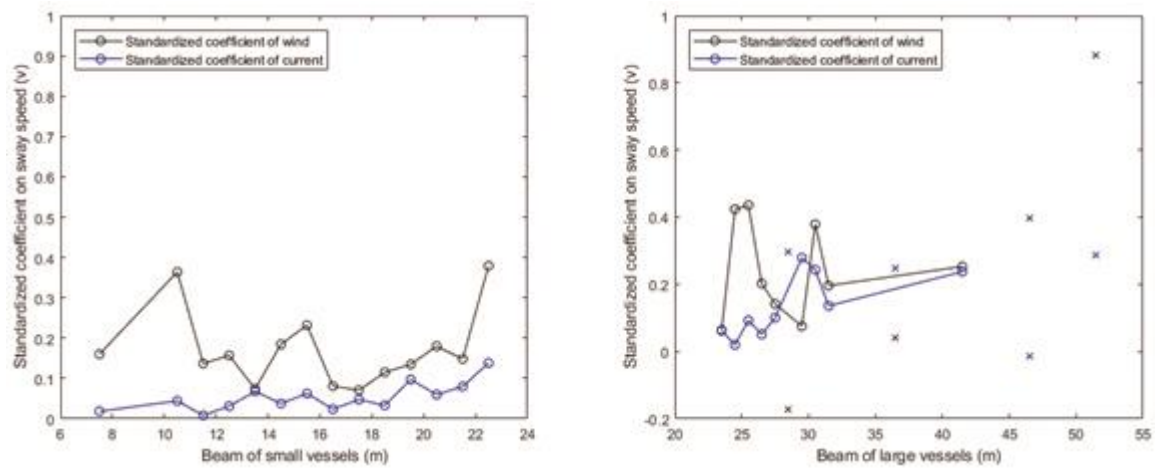 Standardized coefficient on sway speed (v)
1
0.9
0.8
0.7
0.6
0.5
0.4
0.3
0.2
0.1
0
Standardized coefficient of wind
Standardized coefficient of current
6 8 10 12 14 16 18 20 22 24
Beam of small vessels (m)
Standardized coefficient on sway speed (v)
1
0.8
0.6
0.4
0.2
0
-0.2
Standardized coefficient of wind
Standardized coefficient of current
20 25 30 35 40 45 50 55
Beam of large vessels (m)